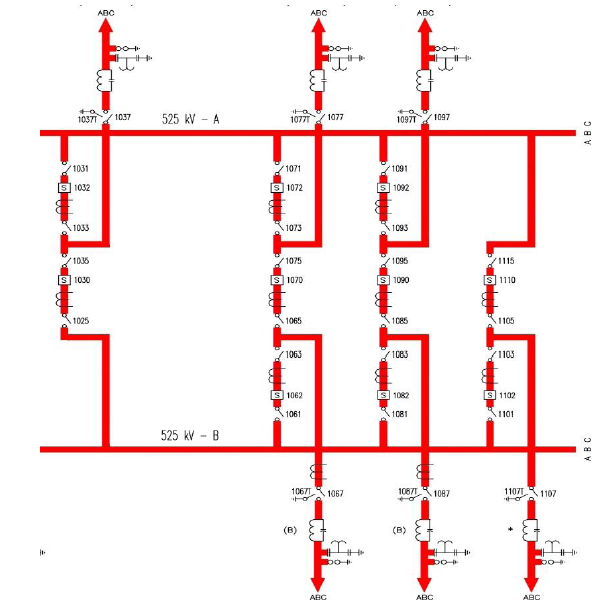 ABC ABC ABC
1037T 1037 1077T 1077 1097T 1097
525 kV - A
A B C
1031 1071 1091
S 1032 S 1072 S 1092
1033 1073 1093
1035 1075 1095 1115
S 1030 S 1070 S 1090 S 1110
1025 1065 1085 1105
1063 1083 1103
S 1062 S 1082 S 1102
1061 1081 1101
525 kV - B
A B C
1067T 1067 1087T 1087 1107T 1107
(B) (B) *
ABC ABC ABC